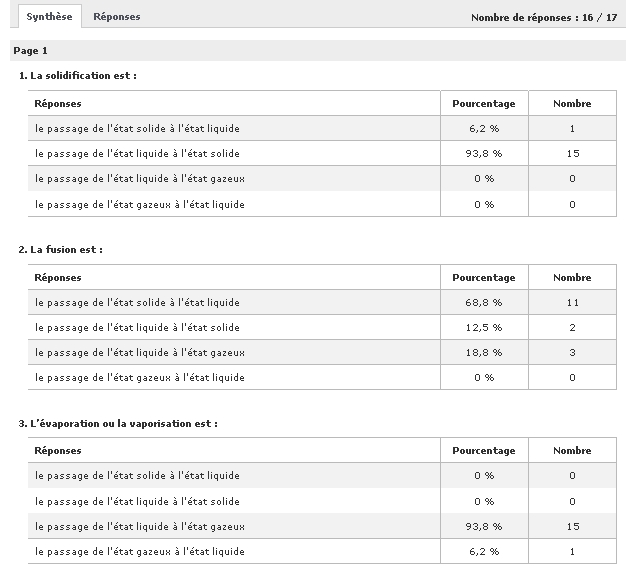 Synthèse Réponses Nombre de réponses : 16 / 17
Page 1
1. La solidification est :
Réponses Pourcentage Nombre
le passage de l'état solide à l'état liquide 6,2 % 1
le passage de l'état liquide à l'état solide 93,8 % 15
le passage de l'état liquide à l'état gazeux 0 % 0
le passage de l'état gazeux à l'état liquide 0 % 0
2. La fusion est :
Réponses Pourcentage Nombre
le passage de l'état solide à l'état liquide 68,8 % 11
le passage de l'état liquide à l'état solide 12,5 % 2
le passage de l'état liquide à l'état gazeux 18,8 % 3
le passage de l'état gazeux à l'état liquide 0 % 0
3. L'évaporation ou la vaporisation est :
Réponses Pourcentage Nombre
le passage de l'état solide à l'état liquide 0 % 0
le passage de l'état liquide à l'état solide 0 % 0
le passage de l'état liquide à l'état gazeux 93,8 % 15
le passage de l'état gazeux à l'état liquide 6,2 % 1